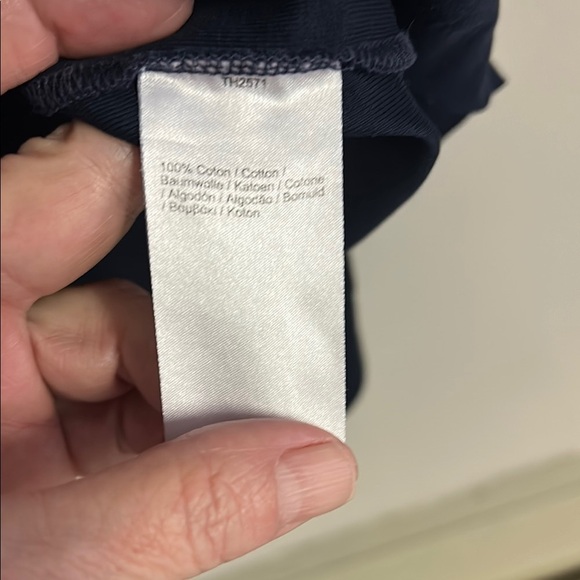 TH2571
100% Coton / Cotton /
Baumwolle / Katoen / Cotone
/ Algodón / Algodão / Bomuld
/ Βαμβάκι / Koton